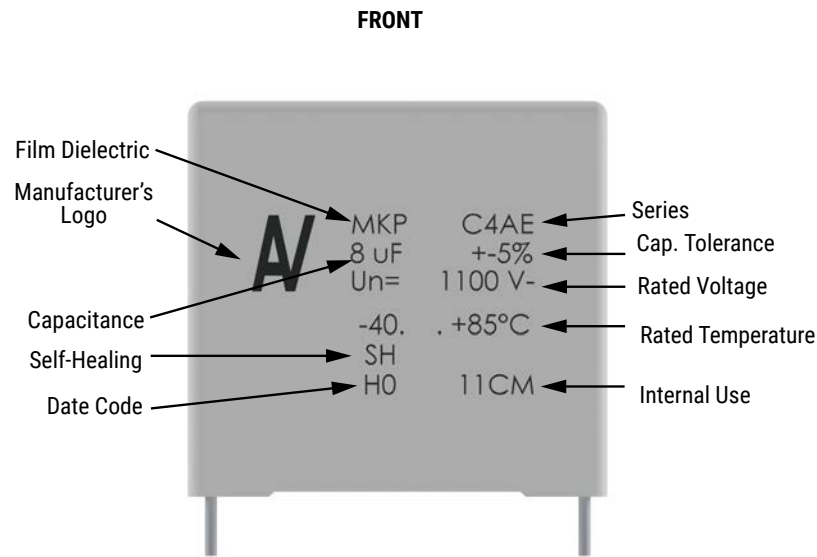 FRONT
Film Dielectric
Manufacturer's
Logo
Capacitance
Self-Healing
Date Code
MKP C4AE
8 uF +-5%
Un= 1100 V-
-40. . +85°C
SH
H0 11CM
Series
Cap. Tolerance
Rated Voltage
Rated Temperature
Internal Use